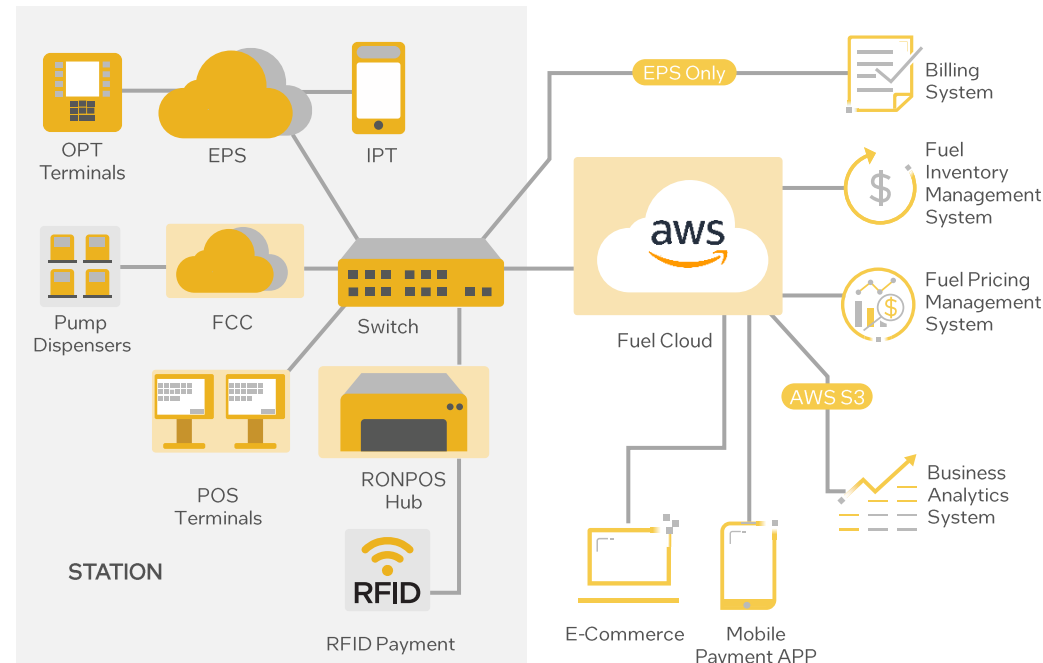 OPT
Terminals
EPS
IPT
EPS Only
Billing
System
Fuel
Inventory
Management
System
aws
Pump
Dispensers
FCC
Switch
Fuel Cloud
Fuel Pricing
Management
System
AWS S3
POS
Terminals
RONPOS
Hub
Business
Analytics
System
STATION
RFID
RFID Payment
E-Commerce
Mobile
Payment APP